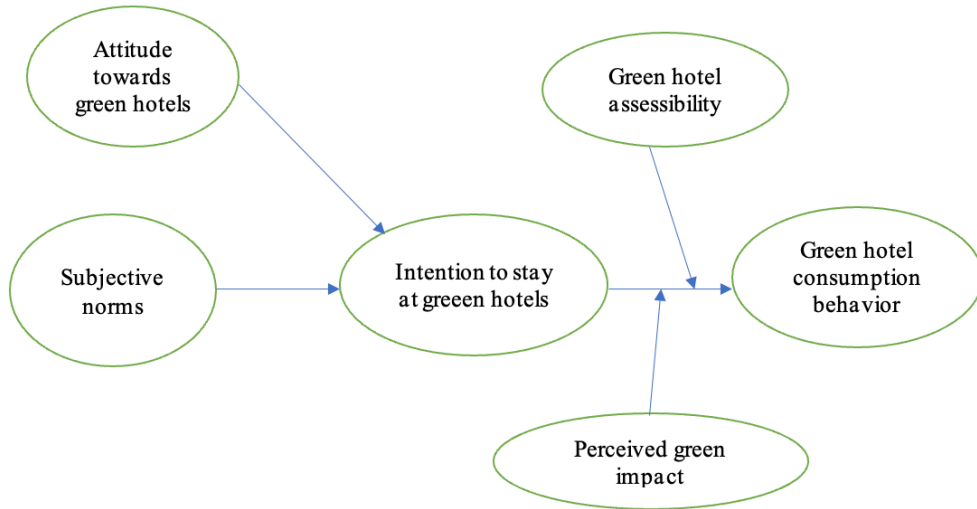 Attitude
towards
green hotels
Green hotel
assessibility
Subjective
norms
Intention to stay
at greeen hotels
Green hotel
consumption
behavior
Perceived green
impact